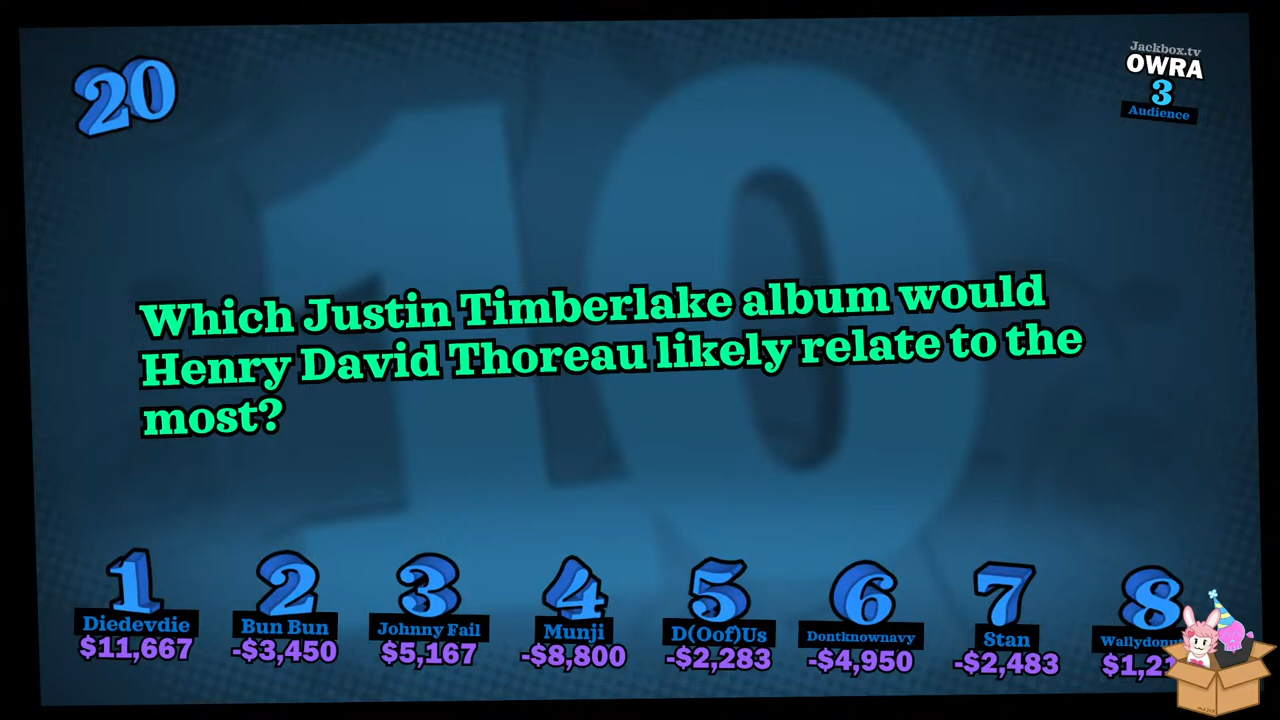 20
Jackbox.tv
OWRA
3
Audience
10
Which Justin Timberlake album would
Henry David Thoreau likely relate to the
most?
1 2 3 4 5 6 7 8
Diedevdie Bun Bun Johnny Fail Munji D(Oof)Us Dontknownavy Stan
$11,667 -$3,450 $5,167 -$8,800 -$2,283 -$4,950 -$2,483